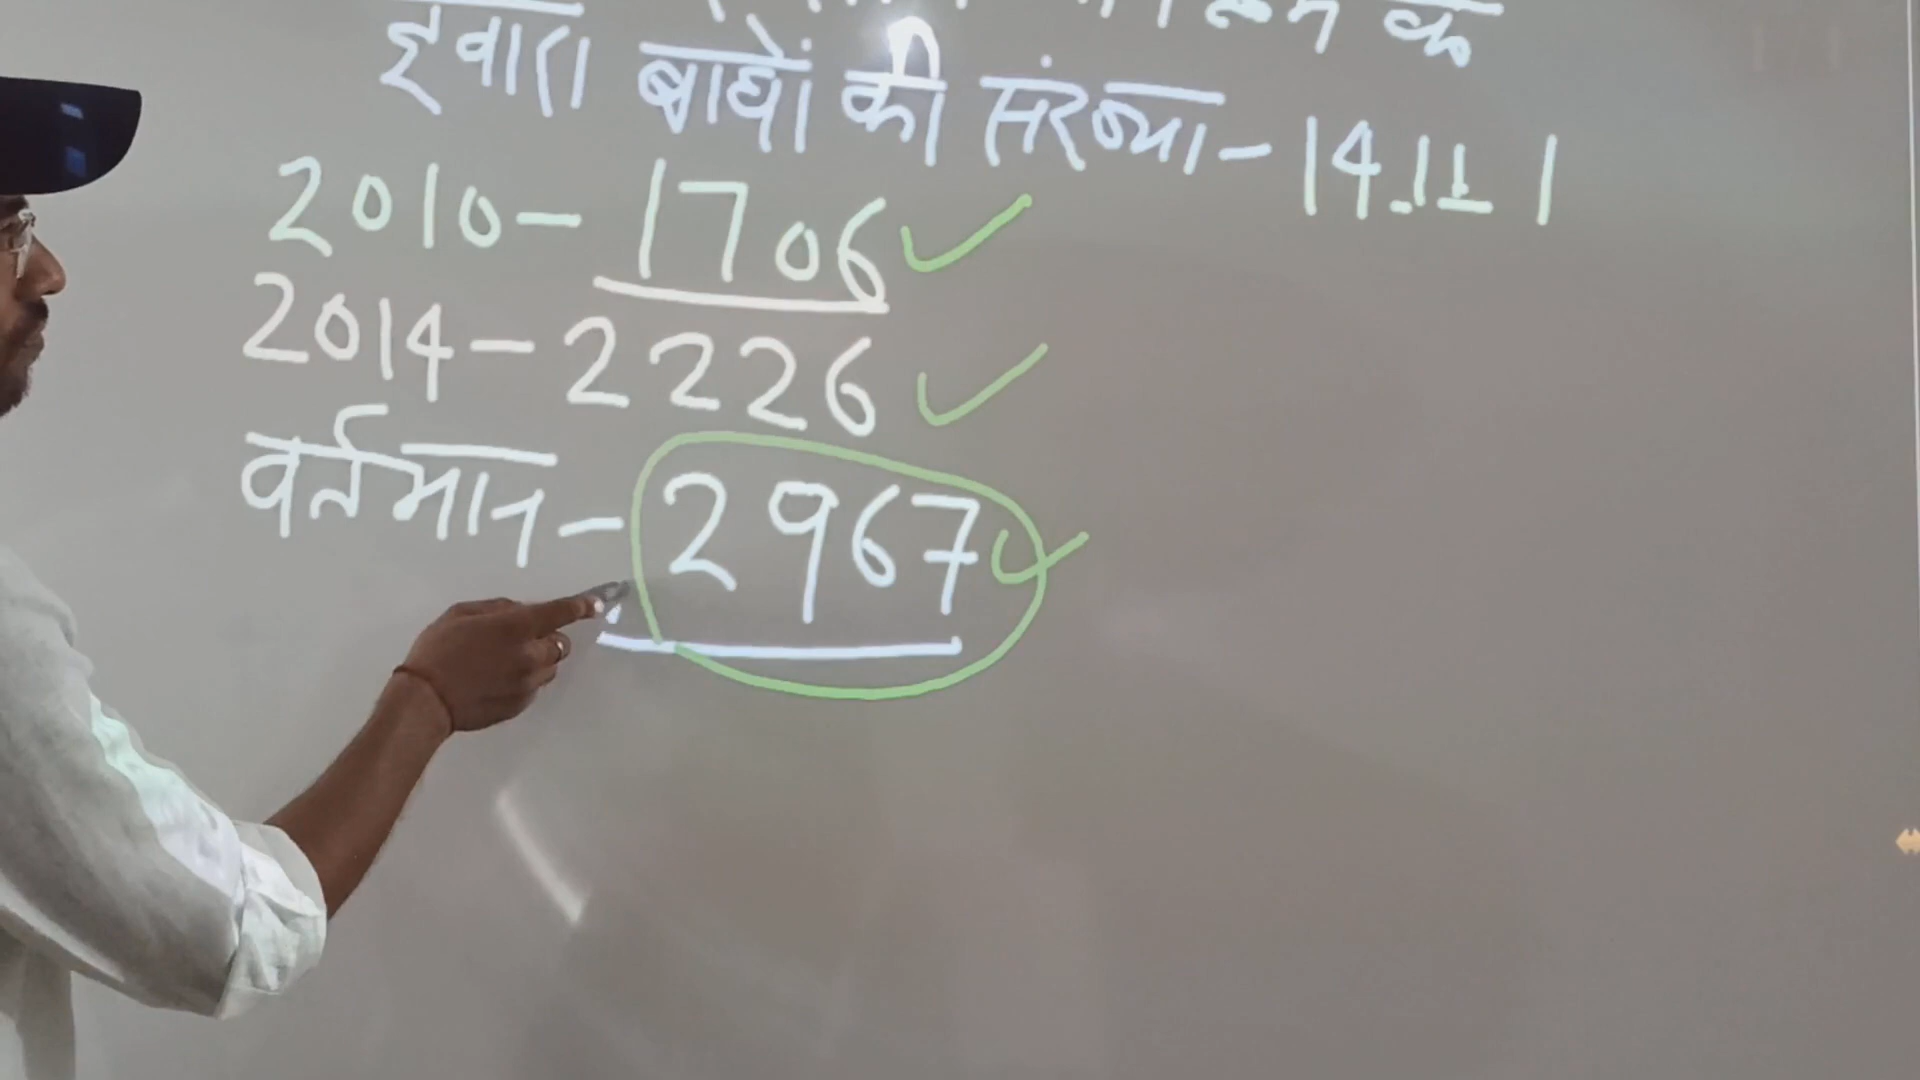 के
द्वारा बाघों की संख्या - 1411
2010 - 1706
2014 - 2226
वर्तमान - 2967